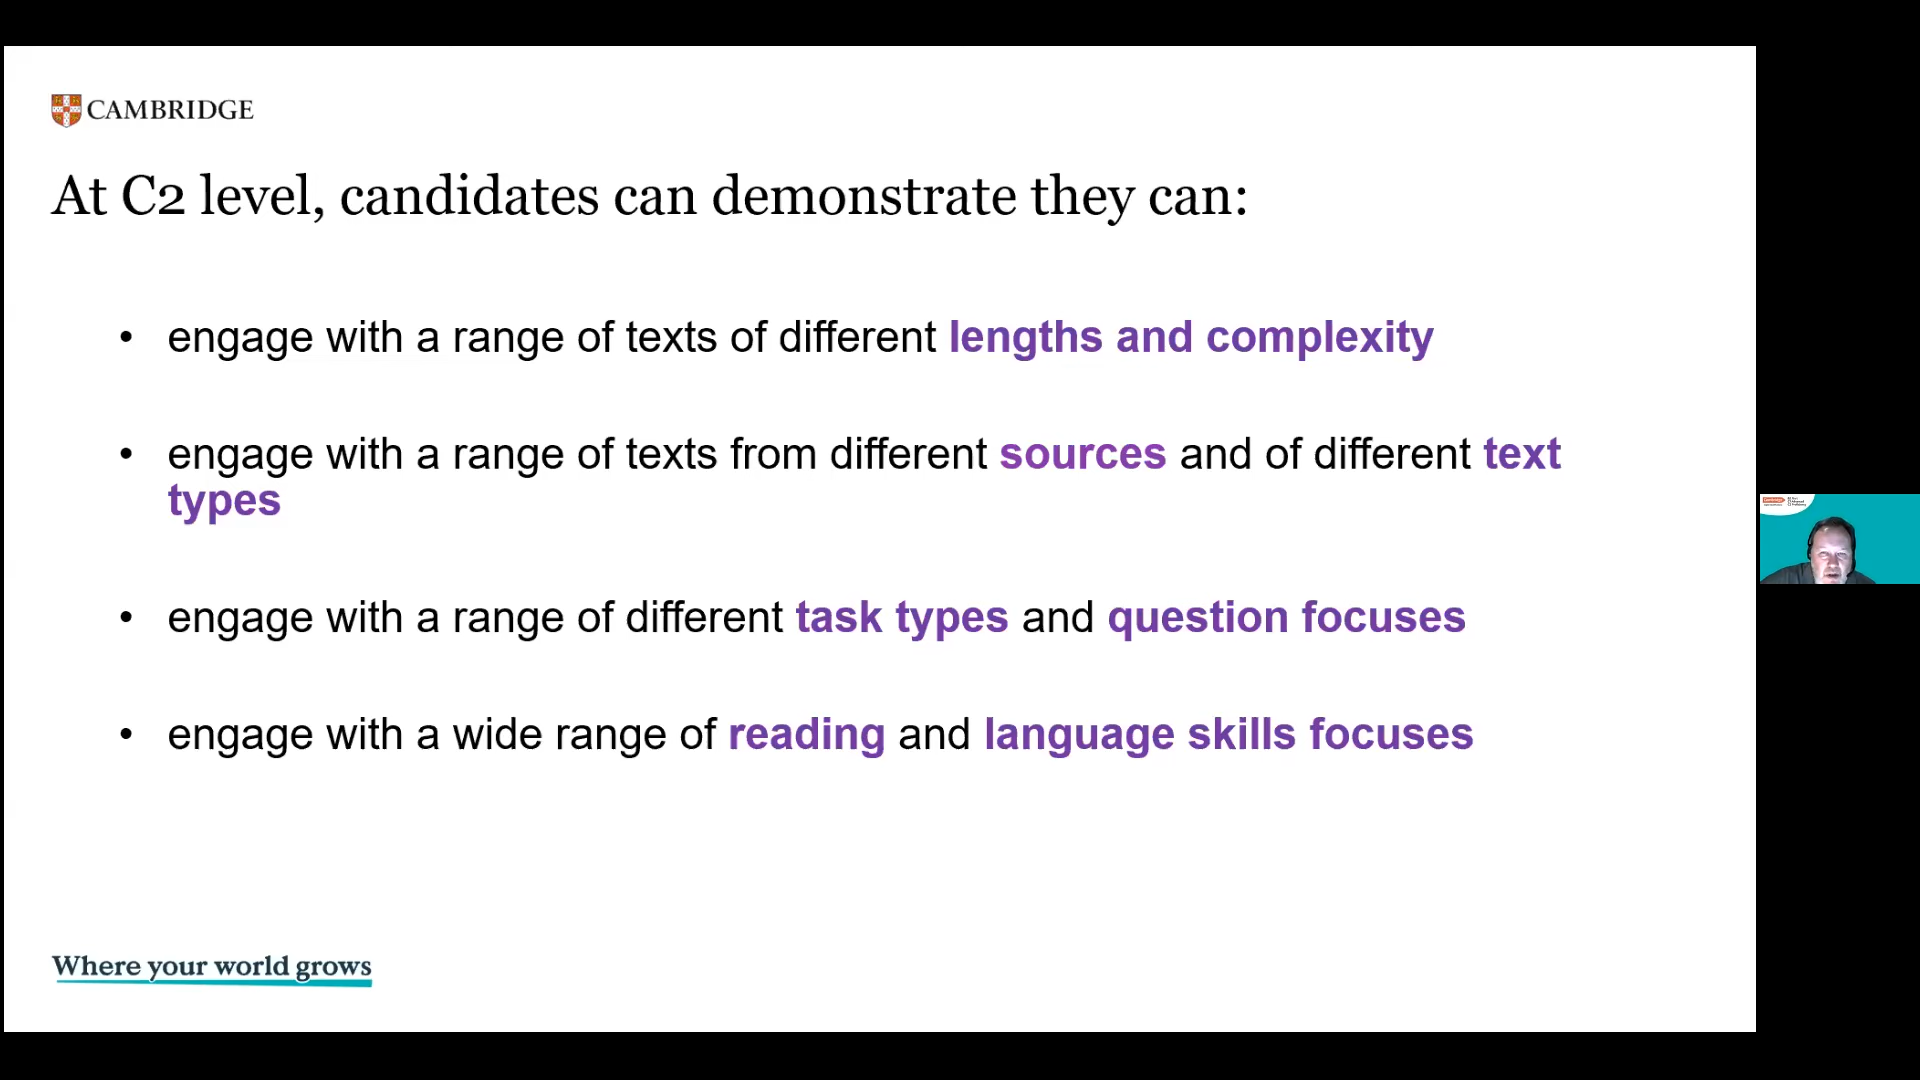 CAMBRIDGE
At C2 level, candidates can demonstrate they can:
• engage with a range of texts of different lengths and complexity
• engage with a range of texts from different sources and of different text
types
• engage with a range of different task types and question focuses
• engage with a wide range of reading and language skills focuses
Where your world grows